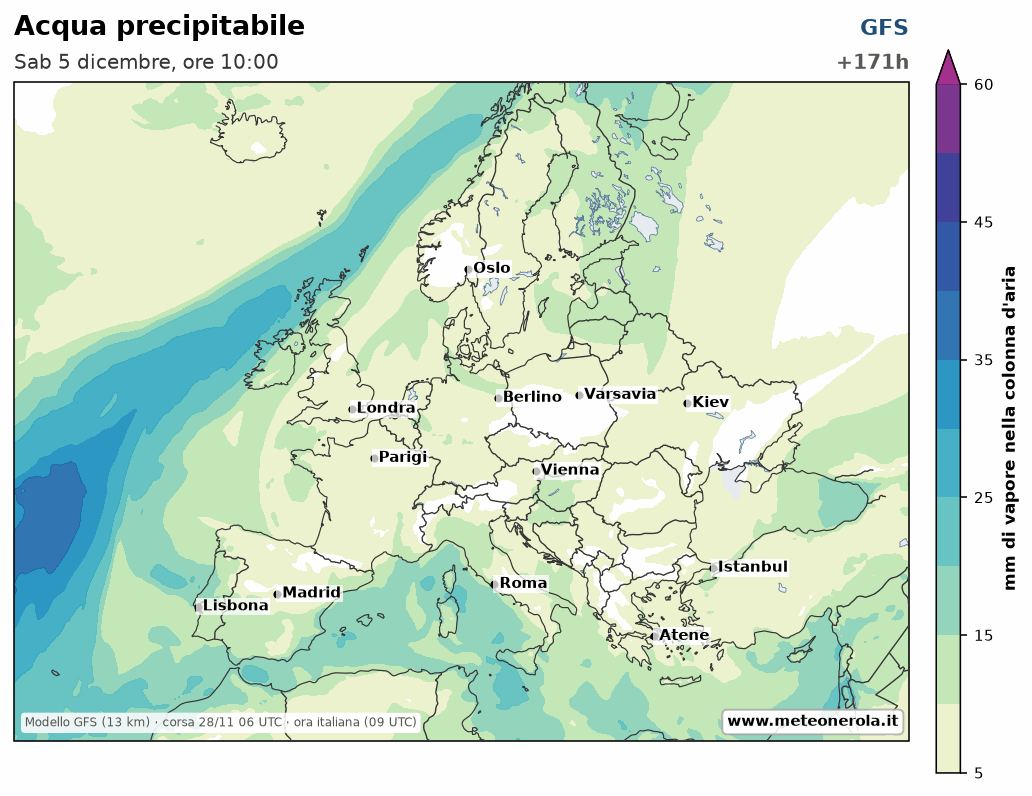 Acqua precipitabile
GFS
Sab 5 dicembre, ore 10:00
+171h
60
45
35
25
15
5
mm di vapore nella colonna d'aria
Oslo
Berlino
Varsavia
Kiev
Londra
Parigi
Vienna
Istanbul
Roma
Madrid
Lisbona
Atene
Modello GFS (13 km) · corsa 28/11 06 UTC · ora italiana (09 UTC)
www.meteonerola.it